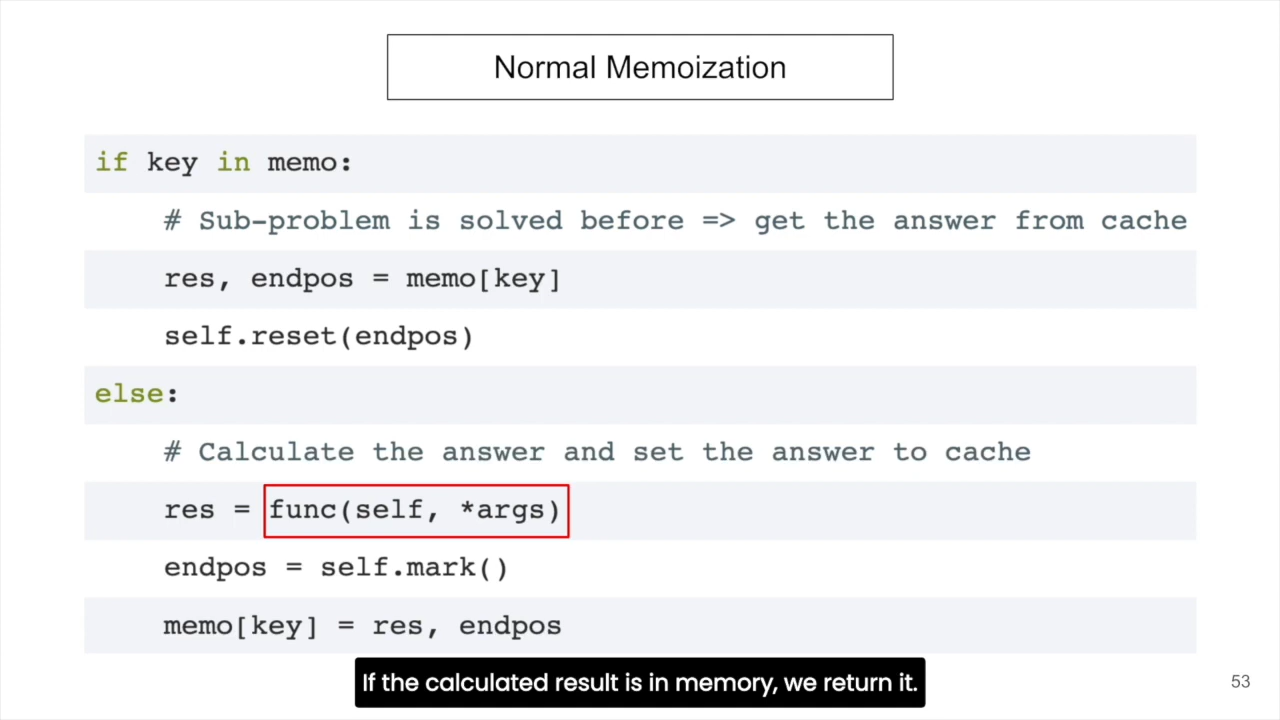 Normal Memoization
if key in memo:
# Sub-problem is solved before => get the answer from cache
res, endpos = memo[key]
self.reset(endpos)
else:
# Calculate the answer and set the answer to cache
res = func(self, *args)
endpos = self.mark()
memo[key] = res, endpos
If the calculated result is in memory, we return it.
53